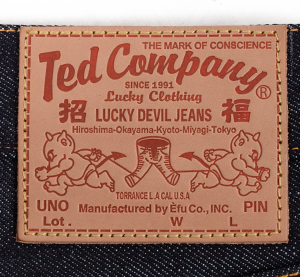 THE MARK OF CONSCIENCE
Ted Company®
SINCE 1991
Lucky Clothing
招 LUCKY DEVIL JEANS 福
Hiroshima-Okayama-Kyoto-Miyagi-Tokyo
TORRANCE L.A CAL U.S.A
UNO Manufactured by Êfu Co., INC. PIN
Lot. W L